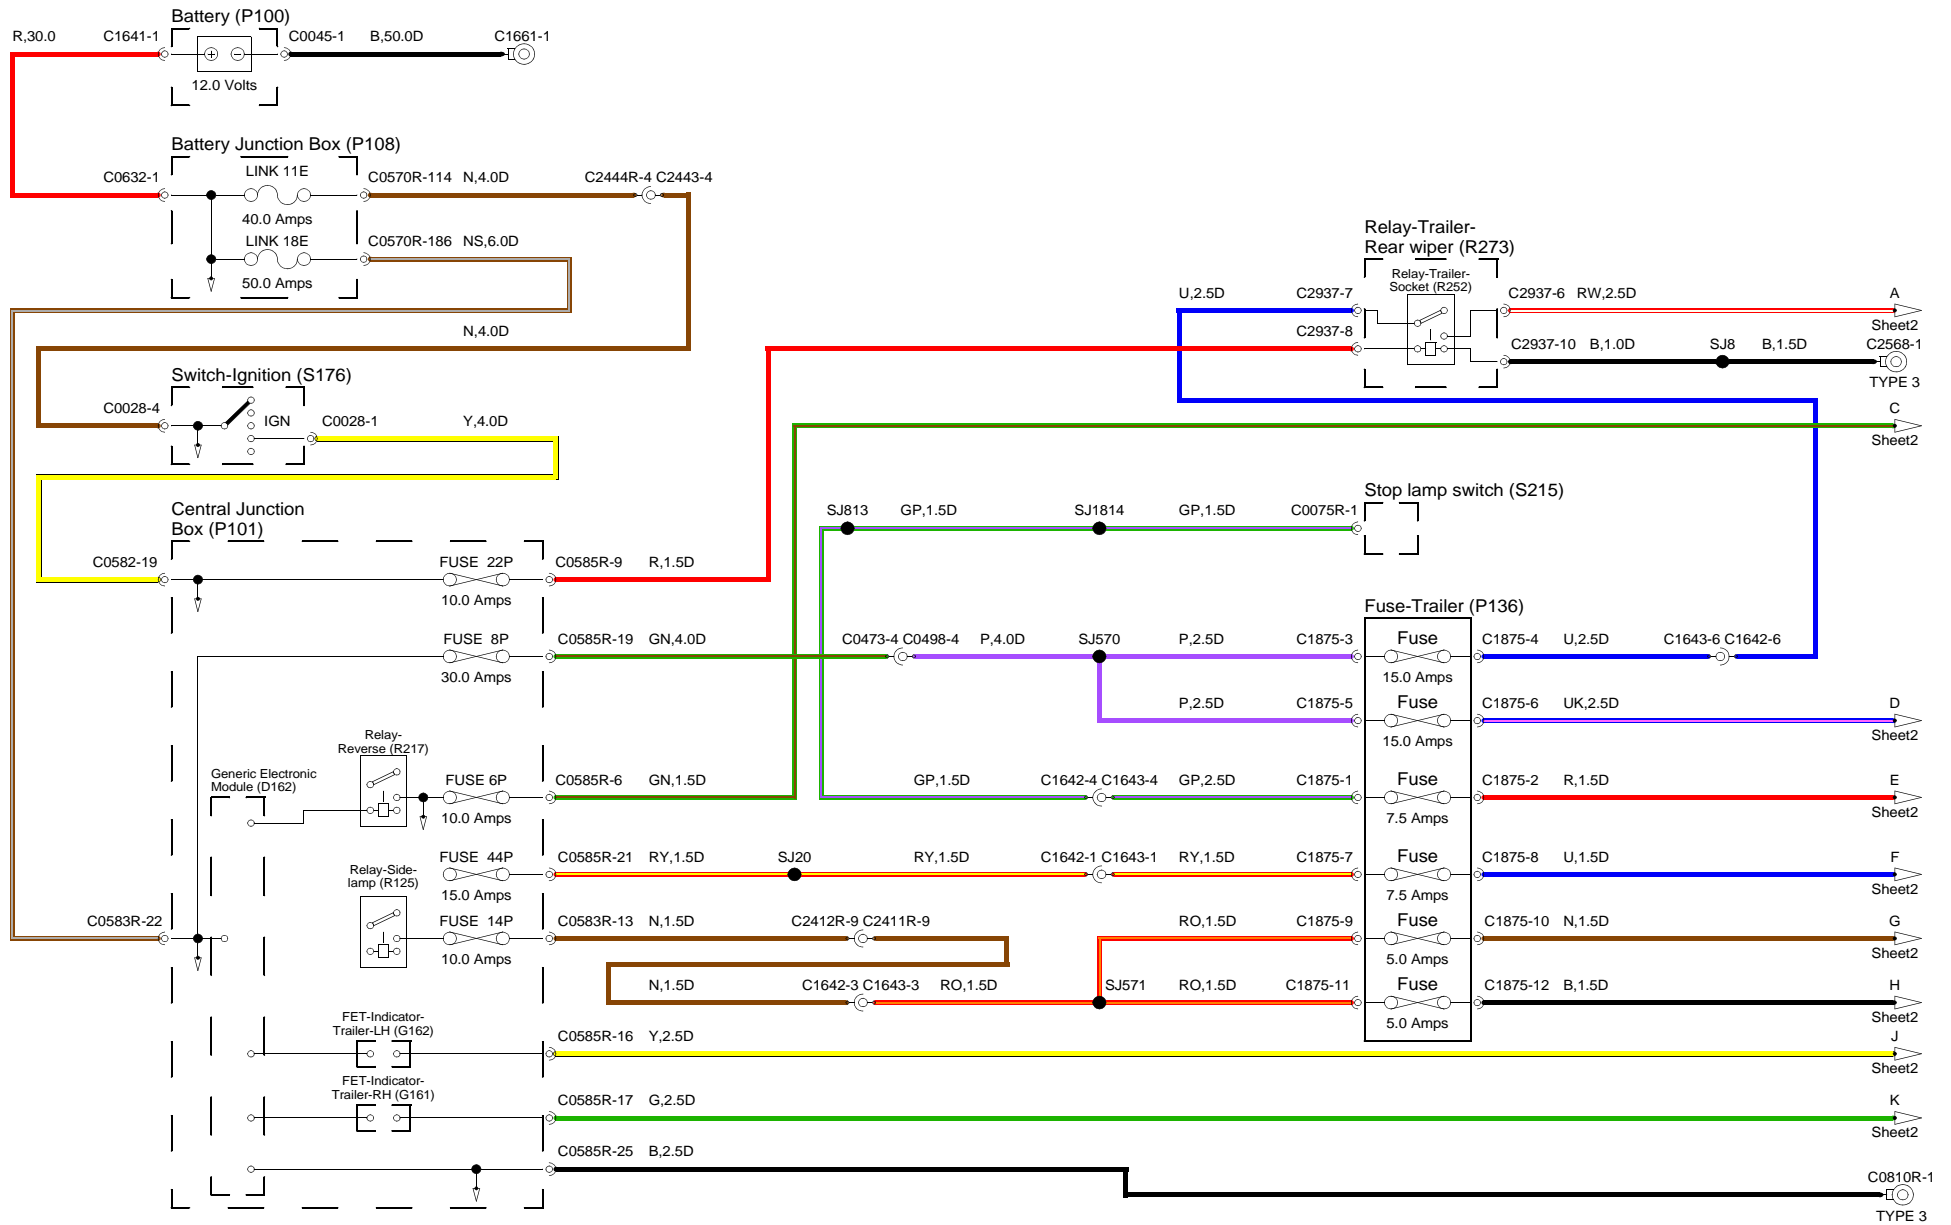 Battery (P100)
R,30.0 C1641-1 C0045-1 B,50.0D C1661-1
12.0 Volts
Battery Junction Box (P108)
LINK 11E
C0632-1 C0570R-114 N,4.0D C2444R-4 C2443-4
40.0 Amps
LINK 18E
C0570R-186 NS,6.0D
50.0 Amps
N,4.0D
Relay-Trailer-
Rear wiper (R273)
Relay-Trailer-
Socket (R252)
U,2.5D C2937-7 C2937-6 RW,2.5D A
Sheet2
C2937-8
C2937-10 B,1.0D SJ8 B,1.5D C2568-1
TYPE 3
Switch-Ignition (S176)
C0028-4 IGN C0028-1 Y,4.0D
C
Sheet2
Stop lamp switch (S215)
SJ813 GP,1.5D SJ1814 GP,1.5D C0075R-1
Central Junction
Box (P101)
C0582-19 FUSE 22P C0585R-9 R,1.5D
10.0 Amps
Fuse-Trailer (P136)
FUSE 8P C0585R-19 GN,4.0D C0473-4 C0498-4 P,4.0D SJ570 P,2.5D C1875-3 Fuse C1875-4 U,2.5D C1643-6 C1642-6
30.0 Amps 15.0 Amps
P,2.5D C1875-5 Fuse C1875-6 UK,2.5D D
15.0 Amps Sheet2
Relay-
Reverse (R217)
Generic Electronic
Module (D162)
FUSE 6P C0585R-6 GN,1.5D GP,1.5D C1642-4 C1643-4 GP,2.5D C1875-1 Fuse C1875-2 R,1.5D E
10.0 Amps 7.5 Amps Sheet2
FUSE 44P C0585R-21 RY,1.5D SJ20 RY,1.5D C1642-1 C1643-1 RY,1.5D C1875-7 Fuse C1875-8 U,1.5D F
15.0 Amps 7.5 Amps Sheet2
Relay-Side-
lamp (R125)
C0583R-22 FUSE 14P C0583R-13 N,1.5D C2412R-9 C2411R-9 RO,1.5D C1875-9 Fuse C1875-10 N,1.5D G
10.0 Amps 5.0 Amps Sheet2
N,1.5D C1642-3 C1643-3 RO,1.5D SJ571 RO,1.5D C1875-11 Fuse C1875-12 B,1.5D H
5.0 Amps Sheet2
FET-Indicator-
Trailer-LH (G162)
C0585R-16 Y,2.5D J
Sheet2
FET-Indicator-
Trailer-RH (G161)
C0585R-17 G,2.5D K
Sheet2
C0585R-25 B,2.5D
C0810R-1
TYPE 3